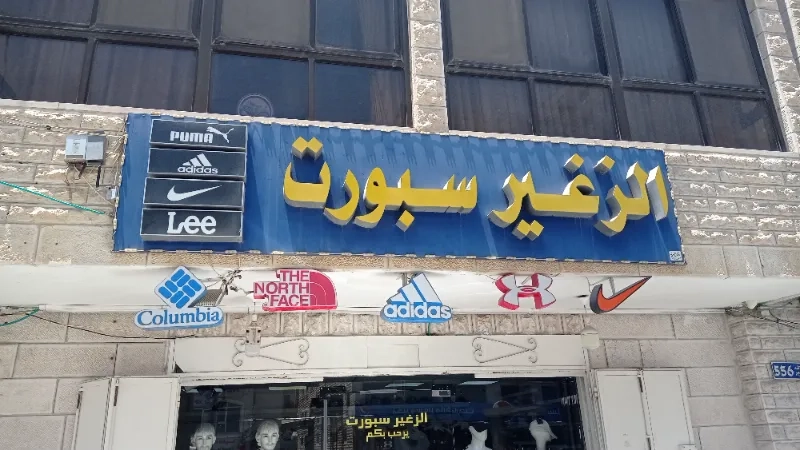 PUMA
adidas
Lee
الزغير سبورت
Columbia
THE
NORTH
FACE
adidas
556
الزغير سبورت
يرحب بكم